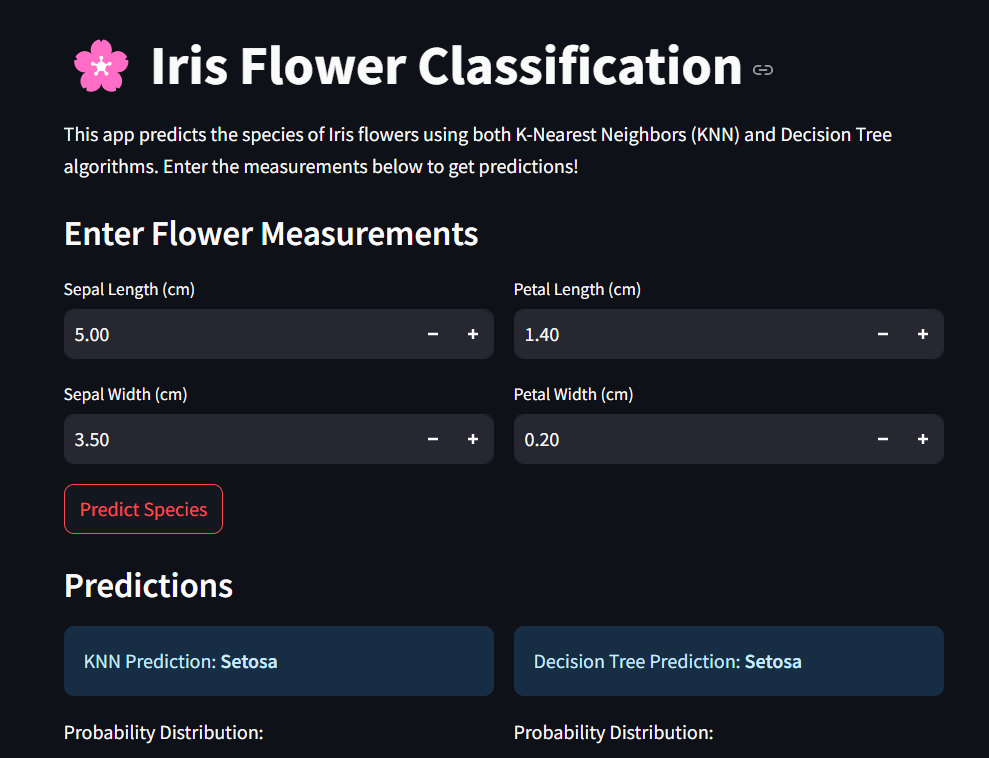 Iris Flower Classification
This app predicts the species of Iris flowers using both K-Nearest Neighbors (KNN) and Decision Tree
algorithms. Enter the measurements below to get predictions!
Enter Flower Measurements
Sepal Length (cm)
5.00
Petal Length (cm)
1.40
Sepal Width (cm)
3.50
Petal Width (cm)
0.20
Predict Species
Predictions
KNN Prediction: Setosa
Decision Tree Prediction: Setosa
Probability Distribution:
Probability Distribution: